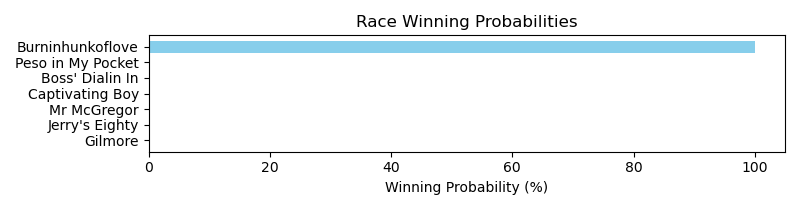 Race Winning Probabilities
Burninhunkoflove
Peso in My Pocket
Boss' Dialin In
Captivating Boy
Mr McGregor
Jerry's Eighty
Gilmore
0 20 40 60 80 100
Winning Probability (%)